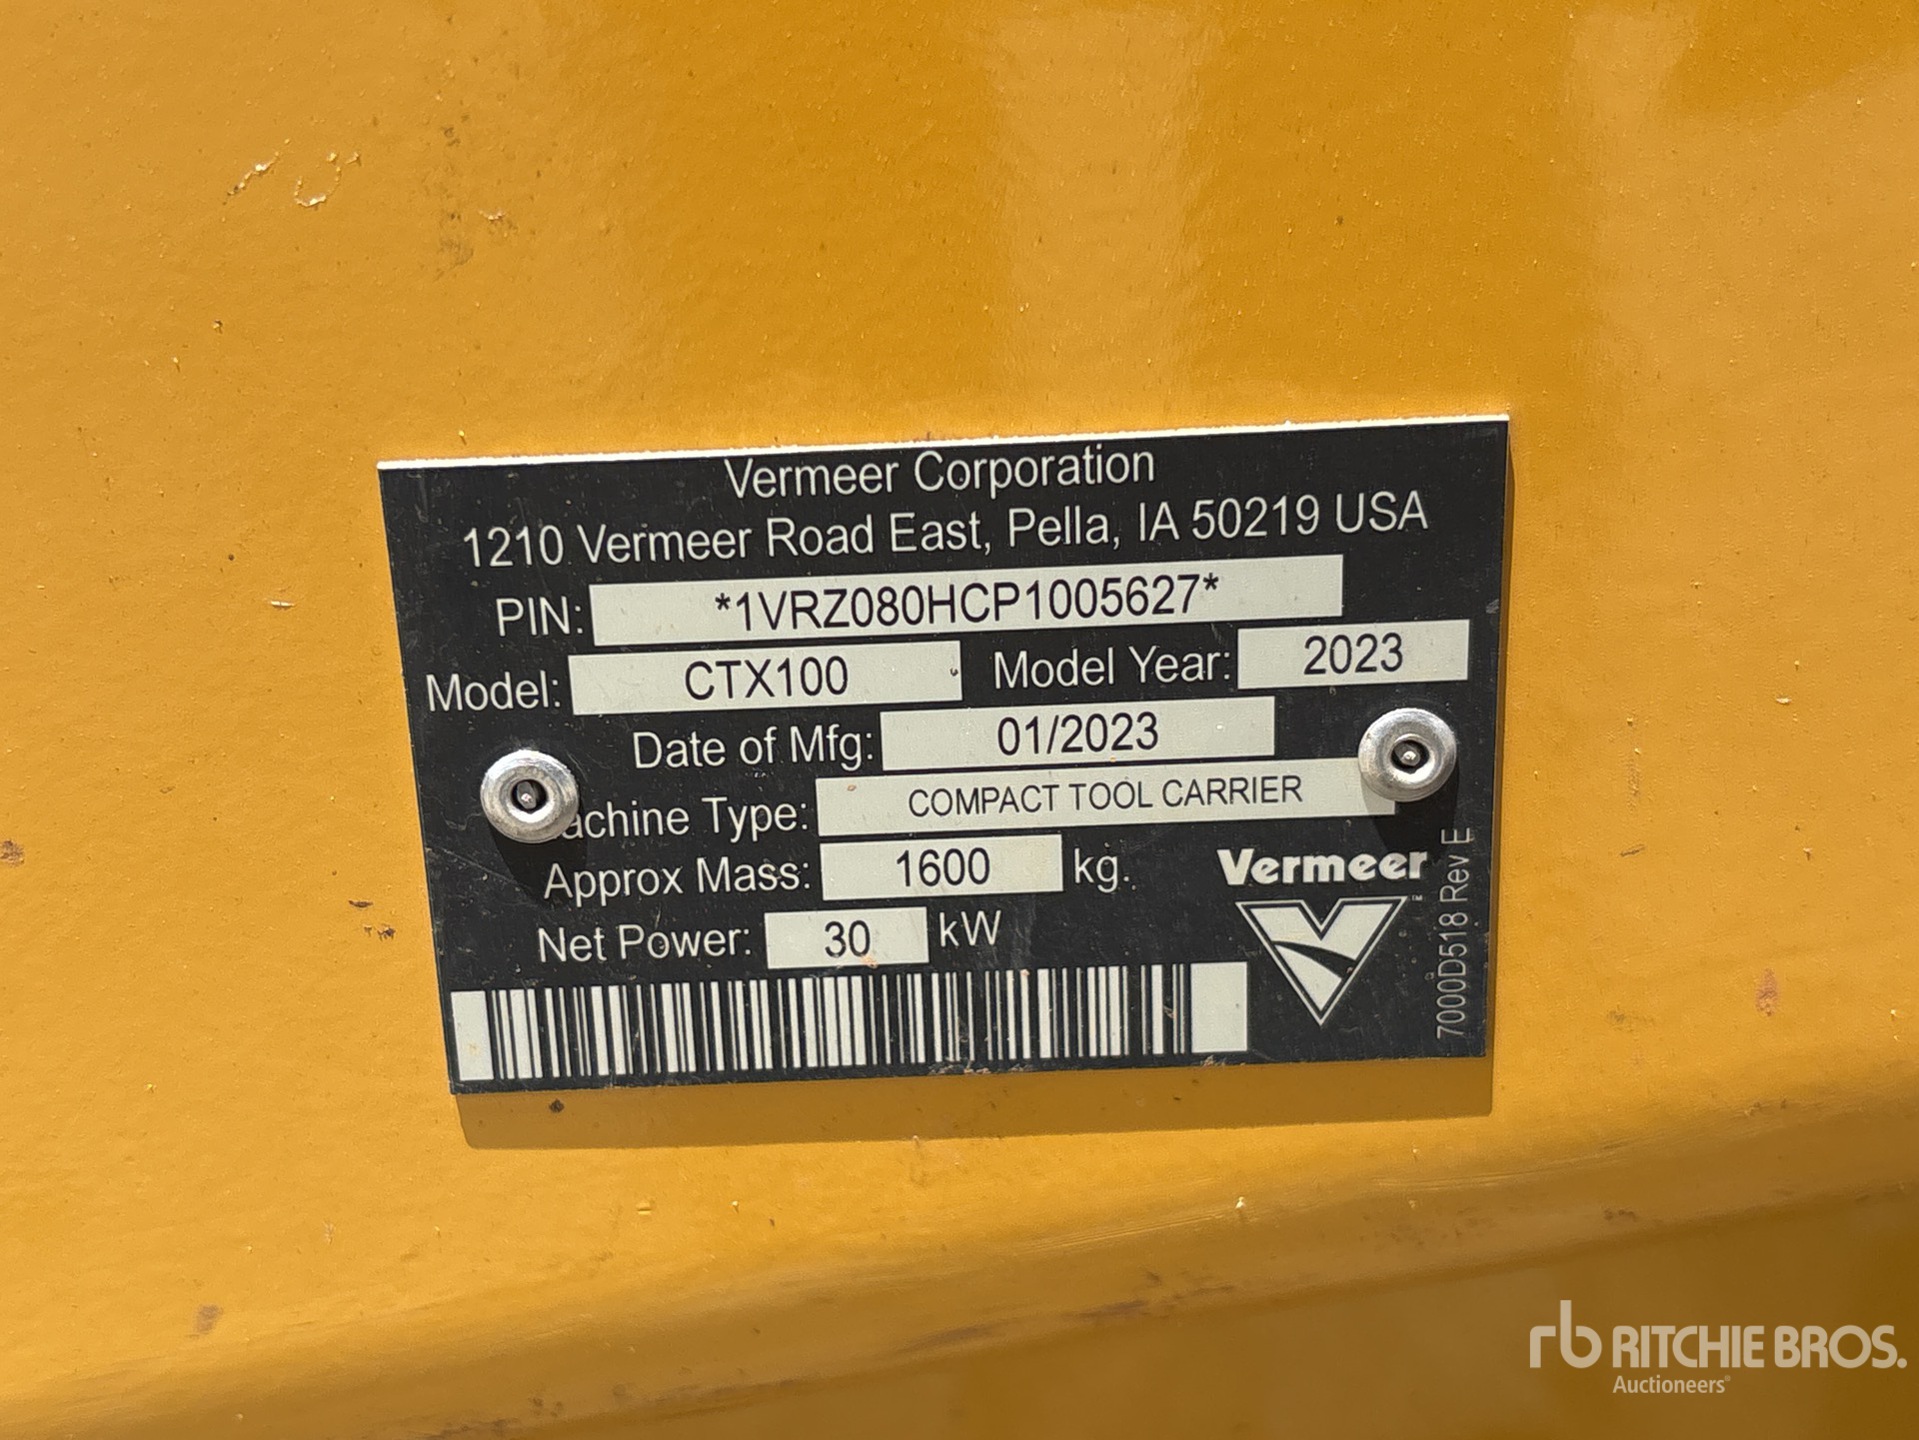 Vermeer Corporation
1210 Vermeer Road East, Pella, IA 50219 USA
PIN: *1VRZ080HCP1005627*
Model: CTX100 Model Year: 2023
Date of Mfg: 01/2023
achine Type: COMPACT TOOL CARRIER
Approx Mass: 1600 kg.
Net Power: 30 kW
Vermeer
™
7000D518 Rev E
rb RITCHIE BROS.
Auctioneers®